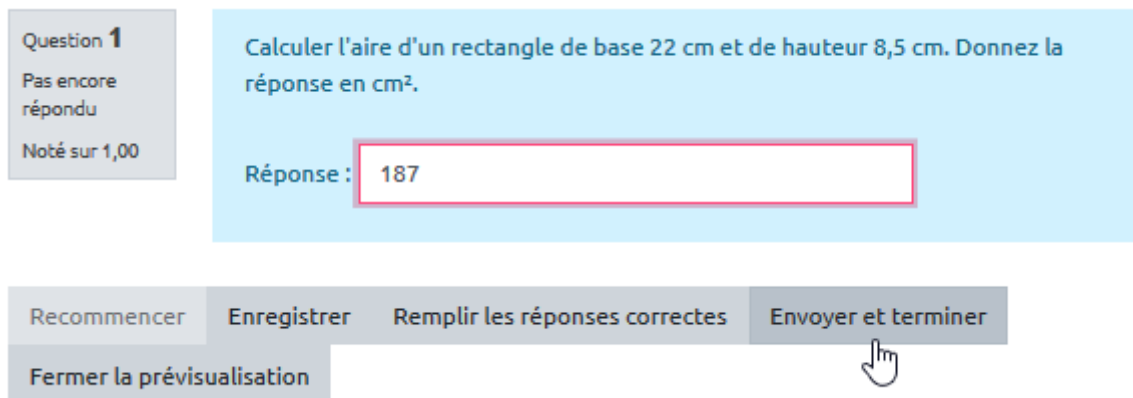 Question 1
Pas encore
répondu
Noté sur 1,00
Calculer l'aire d'un rectangle de base 22 cm et de hauteur 8,5 cm. Donnez la
réponse en cm².
Réponse : 187
Recommencer Enregistrer Remplir les réponses correctes Envoyer et terminer
Fermer la prévisualisation